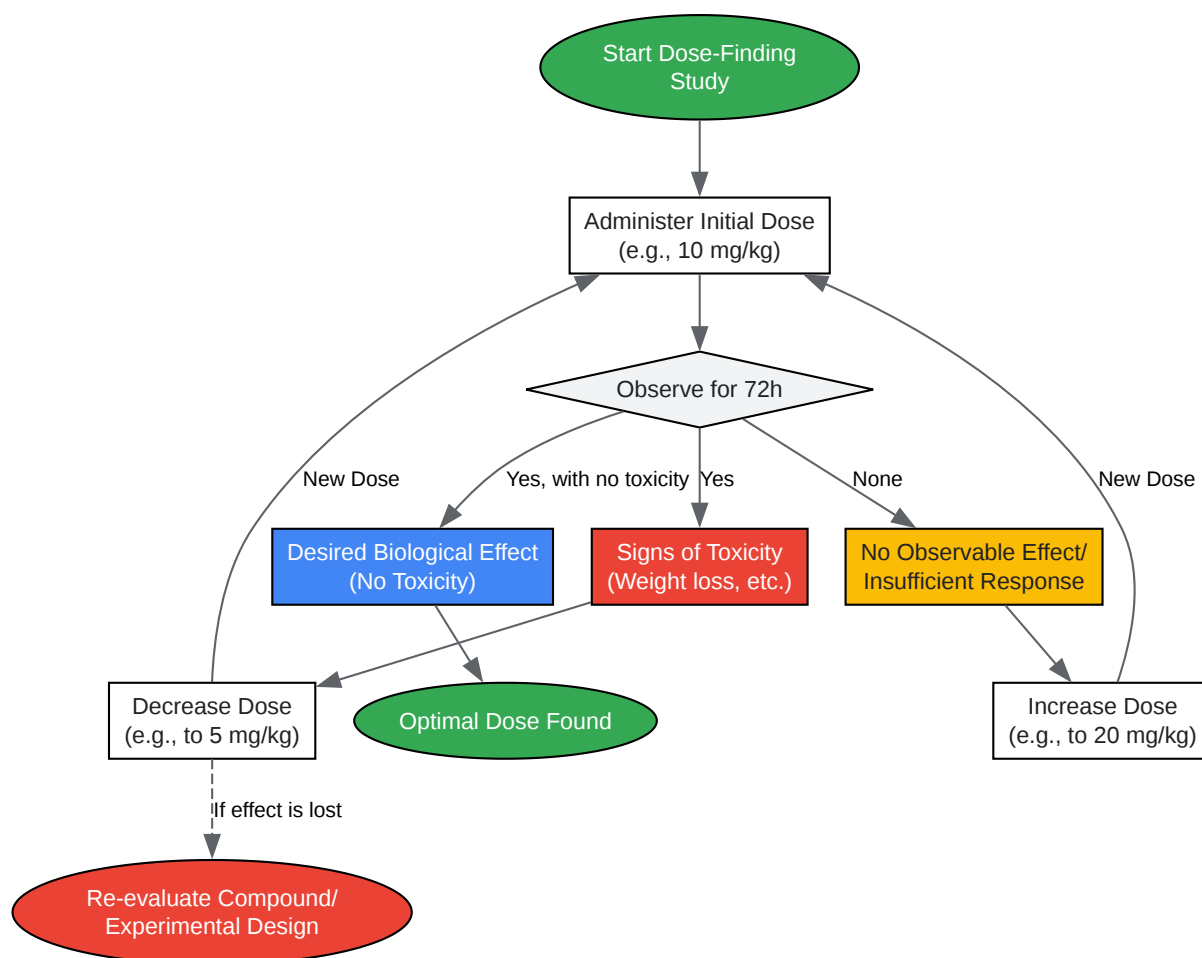 Start Dose-Finding
Study
Administer Initial Dose
(e.g., 10 mg/kg)
Observe for 72h
New Dose
Yes, with no toxicity
Yes
None
New Dose
Desired Biological Effect
(No Toxicity)
Signs of Toxicity
(Weight loss, etc.)
No Observable Effect/
Insufficient Response
Decrease Dose
(e.g., to 5 mg/kg)
Optimal Dose Found
Increase Dose
(e.g., to 20 mg/kg)
If effect is lost
Re-evaluate Compound/
Experimental Design